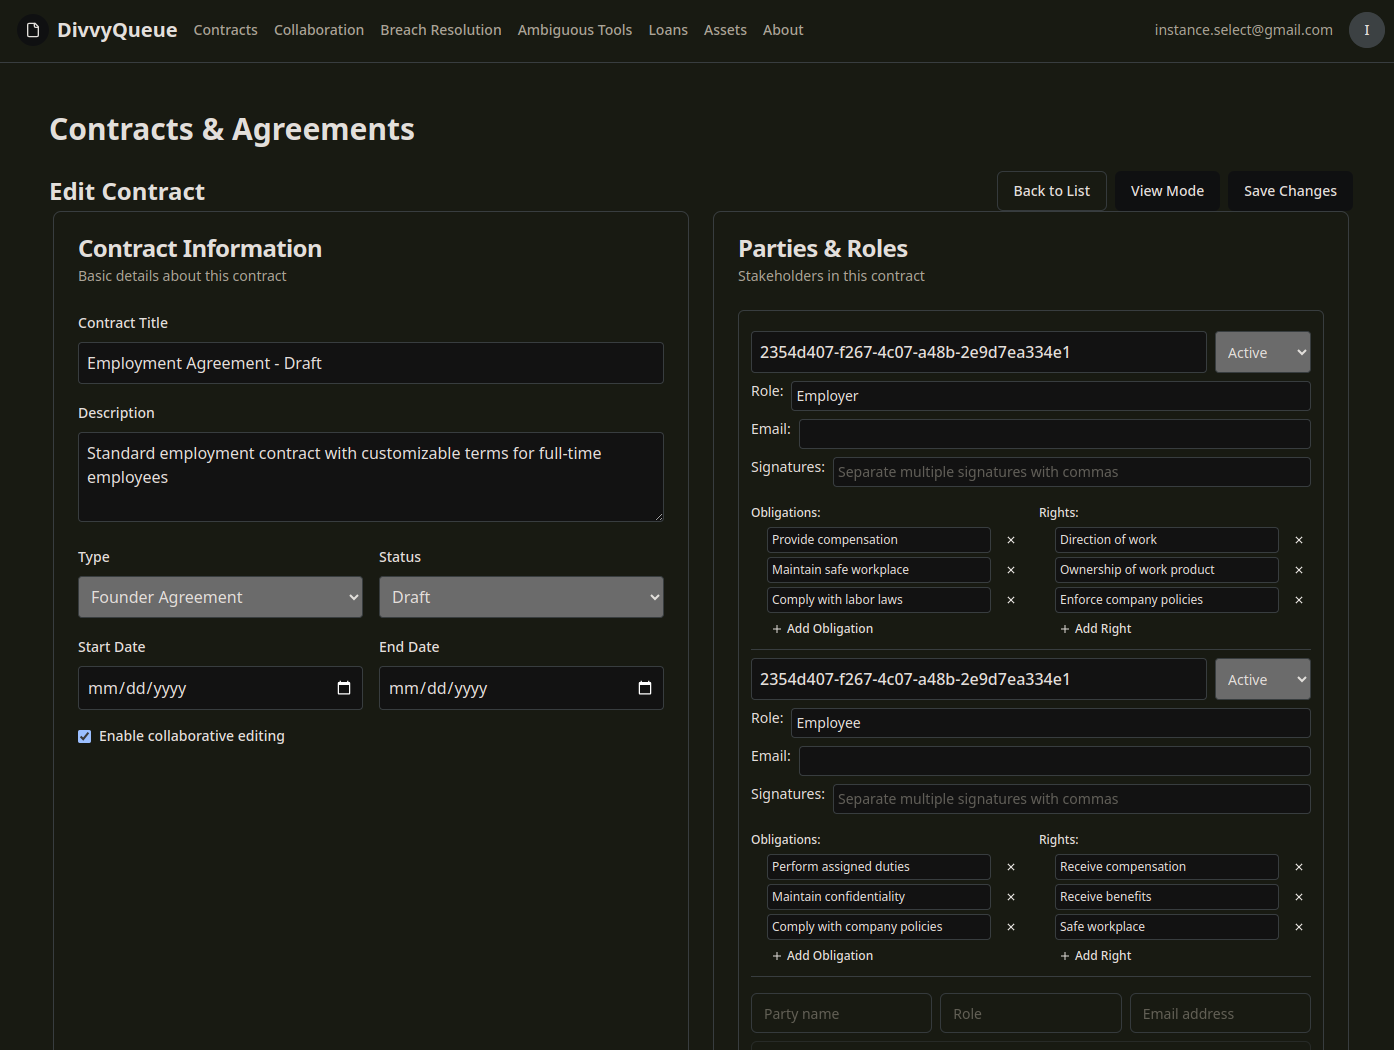 DivvyQueue Contracts Collaboration Breach Resolution Ambiguous Tools Loans Assets About instance.select@gmail.com I
Contracts & Agreements
Edit Contract
Back to List View Mode Save Changes
Contract Information
Basic details about this contract
Contract Title
Employment Agreement - Draft
Description
Standard employment contract with customizable terms for full-time
employees
Type Status
Founder Agreement Draft
Start Date End Date
mm/dd/yyyy mm/dd/yyyy
Enable collaborative editing
Parties & Roles
Stakeholders in this contract
2354d407-f267-4c07-a48b-2e9d7ea334e1 Active
Role: Employer
Email:
Signatures: Separate multiple signatures with commas
Obligations: Rights:
Provide compensation × Direction of work ×
Maintain safe workplace × Ownership of work product ×
Comply with labor laws × Enforce company policies ×
+ Add Obligation + Add Right
2354d407-f267-4c07-a48b-2e9d7ea334e1 Active
Role: Employee
Email:
Signatures: Separate multiple signatures with commas
Obligations: Rights:
Perform assigned duties × Receive compensation ×
Maintain confidentiality × Receive benefits ×
Comply with company policies × Safe workplace ×
+ Add Obligation + Add Right
Party name Role Email address